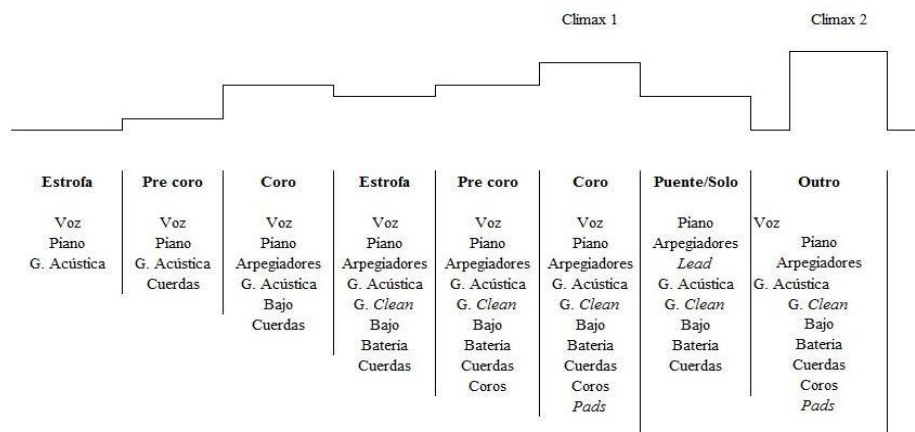 Climax 1 Climax 2
Estrofa Pre coro Coro Estrofa Pre coro Coro Puente/Solo Outro
Voz Voz Voz Voz Voz Voz Piano Voz
Piano Piano Piano Piano Piano Piano Arpegiadores Piano
G. Acústica G. Acústica Arpegiadores Arpegiadores Arpegiadores Arpegiadores Lead Arpegiadores
Cuerdas G. Acústica G. Acústica G. Acústica G. Acústica G. Acústica G. Acústica
Bajo G. Clean G. Clean G. Clean G. Clean G. Clean
Cuerdas Bajo Bajo Bajo Bajo Bajo
Bateria Bateria Bateria Bateria Bateria
Cuerdas Cuerdas Cuerdas Cuerdas Cuerdas
Coros Coros Coros
Pads Pads